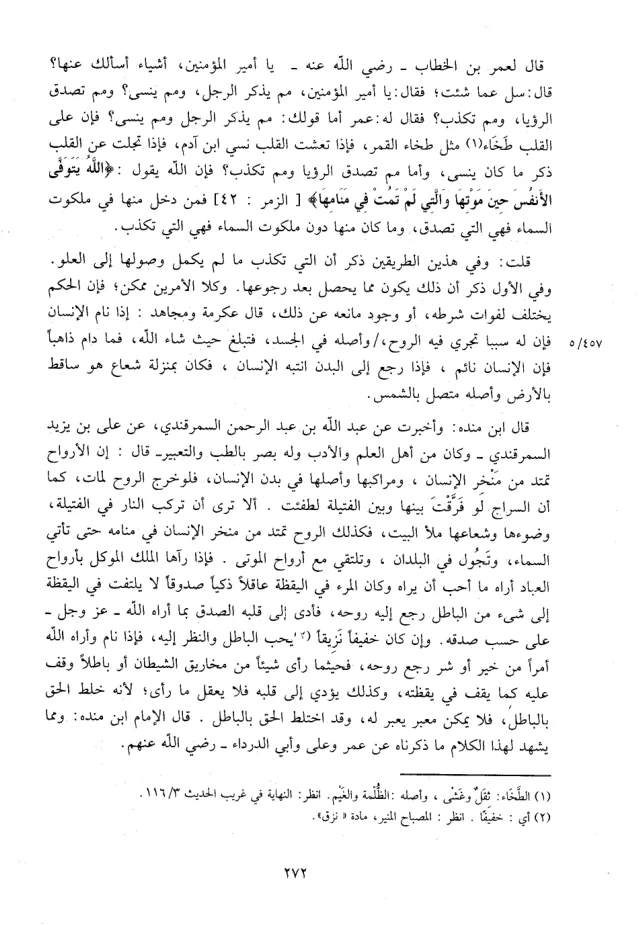 قال لعمر بن الخطاب ـ رضي الله عنه ـ يا أمير المؤمنين، أشياء أسألك عنها؟
قال: سل عما شئت؛ فقال: يا أمير المؤمنين، مم يذكر الرجل، ومم ينسى؟ ومم تصدق
الرؤيا، ومم تكذب؟ فقال له: عمر أما قولك: مم يذكر الرجل ومم ينسى؟ فإن على
القلب طَخَاء(١) مثل طخاء القمر، فإذا تغشت القلب نسي ابن آدم، فإذا تجلت عن القلب
ذكر ما كان ينسى، وأما مم تصدق الرؤيا ومم تكذب؟ فإن الله يقول :﴿اللَّهُ يَتَوَفَّى
الأَنفُسَ حِينَ مَوْتِهَا وَالَّتِي لَمْ تَمُتْ فِي مَنَامِهَا﴾ [ الزمر : ٤٢] فمن دخل منها في ملكوت
السماء فهي التي تصدق، وما كان منها دون ملكوت السماء فهي التي تكذب.
قلت: وفي هذين الطريقين ذكر أن التي تكذب ما لم يكمل وصولها إلى العلو.
وفي الأول ذكر أن ذلك يكون مما يحصل بعد رجوعها. وكلا الأمرين ممكن؛ فإن الحكم
يختلف لفوات شرطه، أو وجود مانعه عن ذلك، قال عكرمة ومجاهد : إذا نام الإنسان
فإن له سببا تجري فيه الروح،/وأصله في الجسد، فتبلغ حيث شاء الله، فما دام ذاهباً
٥/٤٥٧
فإن الإنسان نائم ، فإذا رجع إلى البدن انتبه الإنسان ، فكان بمنزلة شعاع هو ساقط
بالأرض وأصله متصل بالشمس.
قال ابن منده: وأخبرت عن عبد الله بن عبد الرحمن السمرقندي، عن على بن يزيد
السمرقندي ـ وكان من أهل العلم والأدب وله بصر بالطب والتعبيرـ قال : إن الأرواح
تمتد من مَنْخِر الإنسان ، ومراكبها وأصلها في بدن الإنسان، فلوخرج الروح لمات، كما
أن السراج لو فَرَّقْتَ بينها وبين الفتيلة لطفئت . ألا ترى أن تركب النار في الفتيلة،
وضوءها وشعاعها ملأ البيت، فكذلك الروح تمتد من منخر الإنسان في منامه حتى تأتي
السماء، وتَجُول في البلدان ، وتلتقي مع أرواح الموتى . فإذا رآها الملك الموكل بأرواح
العباد أراه ما أحب أن يراه وكان المرء في اليقظة عاقلاً ذكياً صدوقاً لا يلتفت في اليقظة
إلى شىء من الباطل رجع إليه روحه، فأدى إلى قلبه الصدق بما أراه الله ـ عز وجل ـ
على حسب صدقه. وإن كان خفيفاً نَزِيقاً(٢)يحب الباطل والنظر إليه، فإذا نام وأراه الله
أمراً من خير أو شر رجع روحه، فحيثما رأى شيئاً من مخاريق الشيطان أو باطلاً وقف
عليه كما يقف في يقظته، وكذلك يؤدي إلى قلبه فلا يعقل ما رأى؛ لأنه خلط الحق
بالباطل، فلا يمكن معبر يعبر له، وقد اختلط الحق بالباطل . قال الإمام ابن منده: ومما
يشهد لهذا الكلام ما ذكرناه عن عمر وعلى وأبي الدرداء ـ رضي الله عنهم.
(١) الطَّخَاء: ثِقَلٌ وغَشْى ، وأصله :الظُّلْمة والغَيْم. انظر: النهاية في غريب الحديث ١١٦/٣.
(٢) أي : خفيفًا . انظر : المصباح المنير، مادة « نزق».
٢٧٢